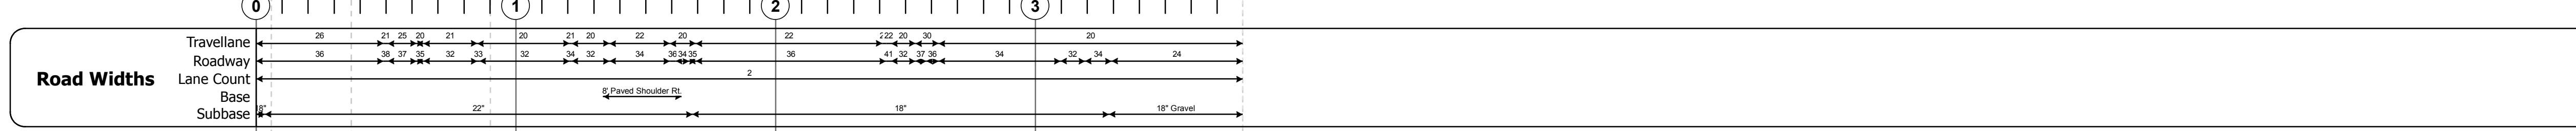 0 1 2 3
Travellane 26 21 25 20 21 20 21 20 22 20 22 22 20 30 20
Roadway 36 38 37 35 32 33 32 34 32 34 36 34 35 36 41 32 37 36 34 32 34 24
Road Widths
Lane Count 2
Base 8' Paved Shoulder Rt.
Subbase 18" 22" 18" 18" Gravel